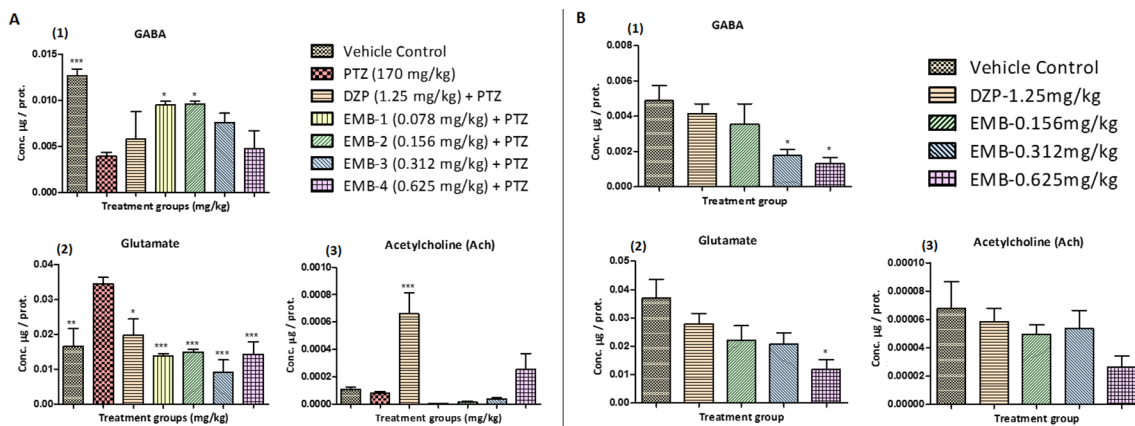 A
(1)
GABA
Conc. µg / prot.
0.015
0.010
0.005
0.000
***
*
*
Treatment groups (mg/kg)
Vehicle Control
PTZ (170 mg/kg)
DZP (1.25 mg/kg) + PTZ
EMB-1 (0.078 mg/kg) + PTZ
EMB-2 (0.156 mg/kg) + PTZ
EMB-3 (0.312 mg/kg) + PTZ
EMB-4 (0.625 mg/kg) + PTZ
(2)
Glutamate
Conc. µg / prot.
0.04
0.03
0.02
0.01
0.00
**
*
***
***
***
***
Treatment groups (mg/kg)
(3)
Acetylcholine (Ach)
Conc. µg / prot.
0.0010
0.0008
0.0006
0.0004
0.0002
0.0000
***
Treatment groups (mg/kg)
B
(1)
GABA
Conc. µg / prot.
0.008
0.006
0.004
0.002
0.000
*
*
Treatment group
Vehicle Control
DZP-1.25mg/kg
EMB-0.156mg/kg
EMB-0.312mg/kg
EMB-0.625mg/kg
(2)
Glutamate
Conc. µg / prot.
0.05
0.04
0.03
0.02
0.01
0.00
*
Treatment group
(3)
Acetylcholine (Ach)
Conc. µg / prot.
0.00010
0.00008
0.00006
0.00004
0.00002
0.00000
Treatment group